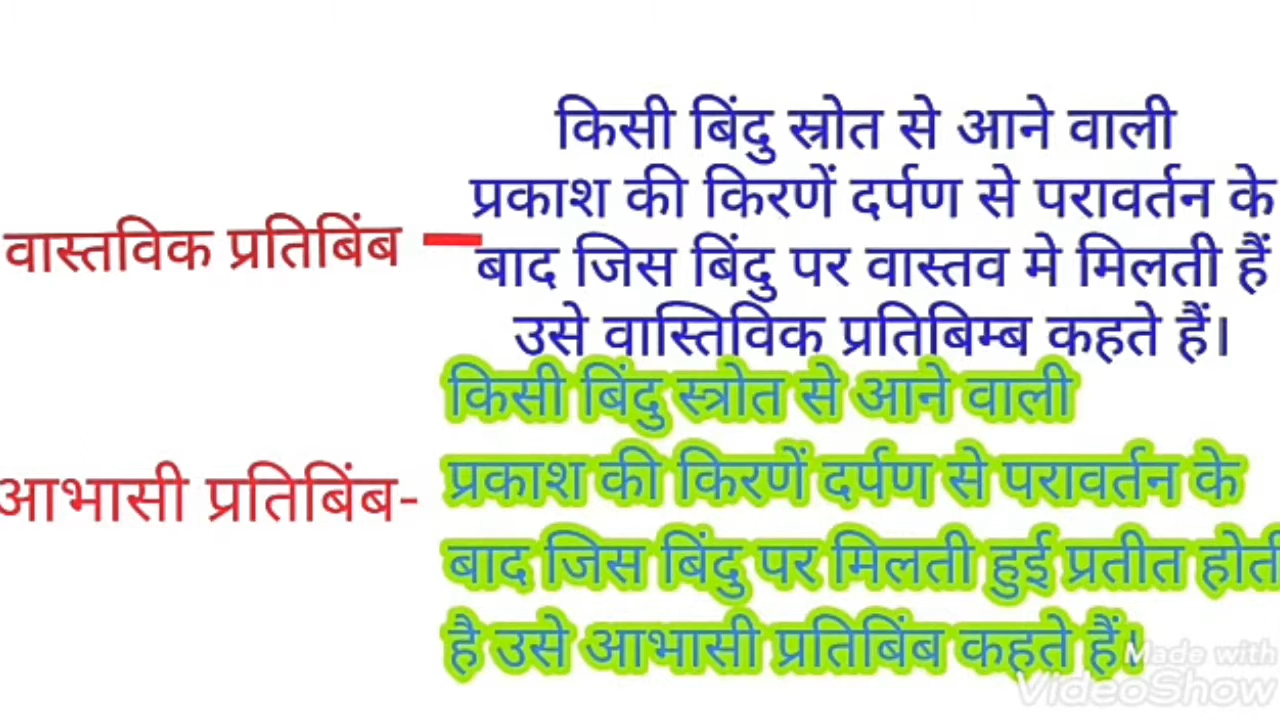 वास्तविक प्रतिबिंब –
किसी बिंदु स्रोत से आने वाली
प्रकाश की किरणें दर्पण से परावर्तन के
बाद जिस बिंदु पर वास्तव मे मिलती हैं
उसे वास्तिविक प्रतिबिम्ब कहते हैं।
आभासी प्रतिबिंब-
किसी बिंदु स्त्रोत से आने वाली
प्रकाश की किरणें दर्पण से परावर्तन के
बाद जिस बिंदु पर मिलती हुई प्रतीत होती
है उसे आभासी प्रतिबिंब कहते हैं।
Made with
VideoShow